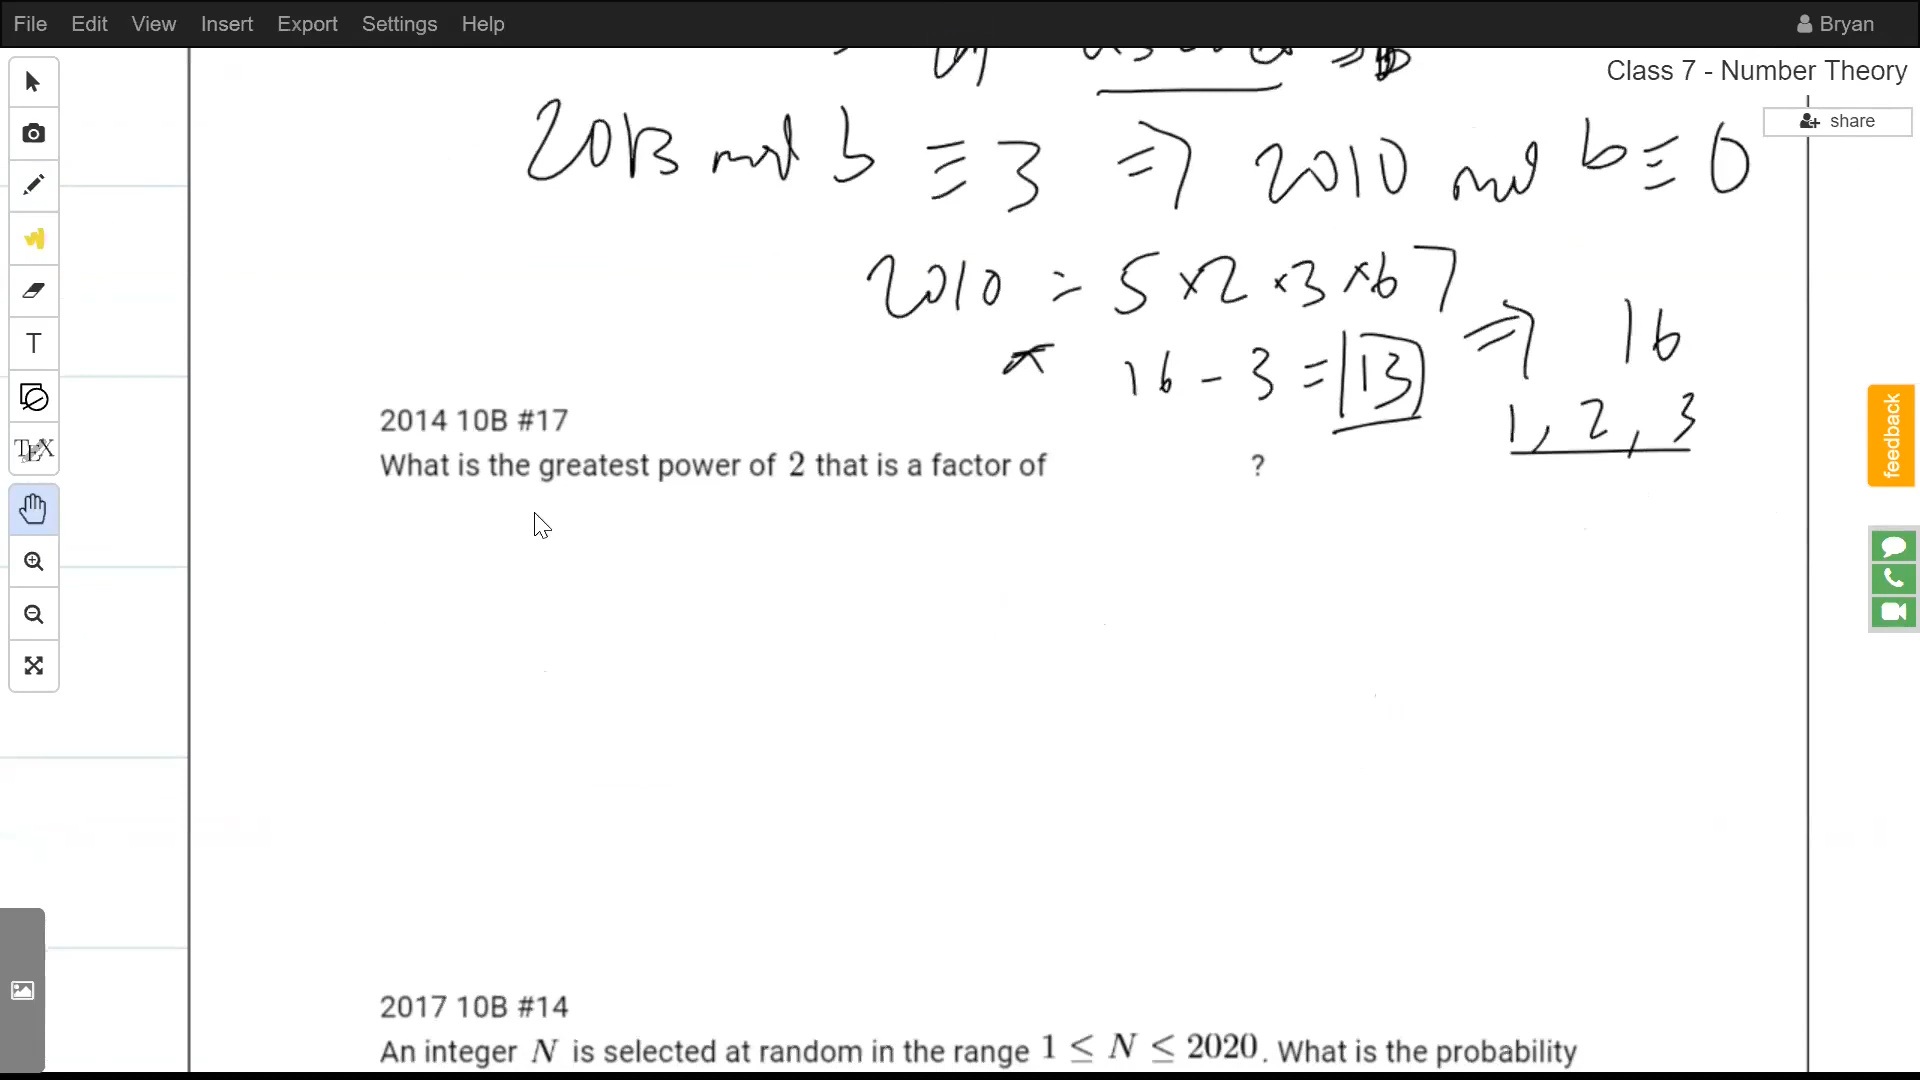 File Edit View Insert Export Settings Help Bryan
Class 7 - Number Theory
share
2013 mod b ≡ 3 ⇒ 2010 mod b ≡ 0
2010 = 5 × 2 × 3 × 67
⇒ 16
16 - 3 = 13
1, 2, 3
2014 10B #17
What is the greatest power of 2 that is a factor of ?
feedback
T
TEX
2017 10B #14
An integer N is selected at random in the range 1 ≤ N ≤ 2020. What is the probability